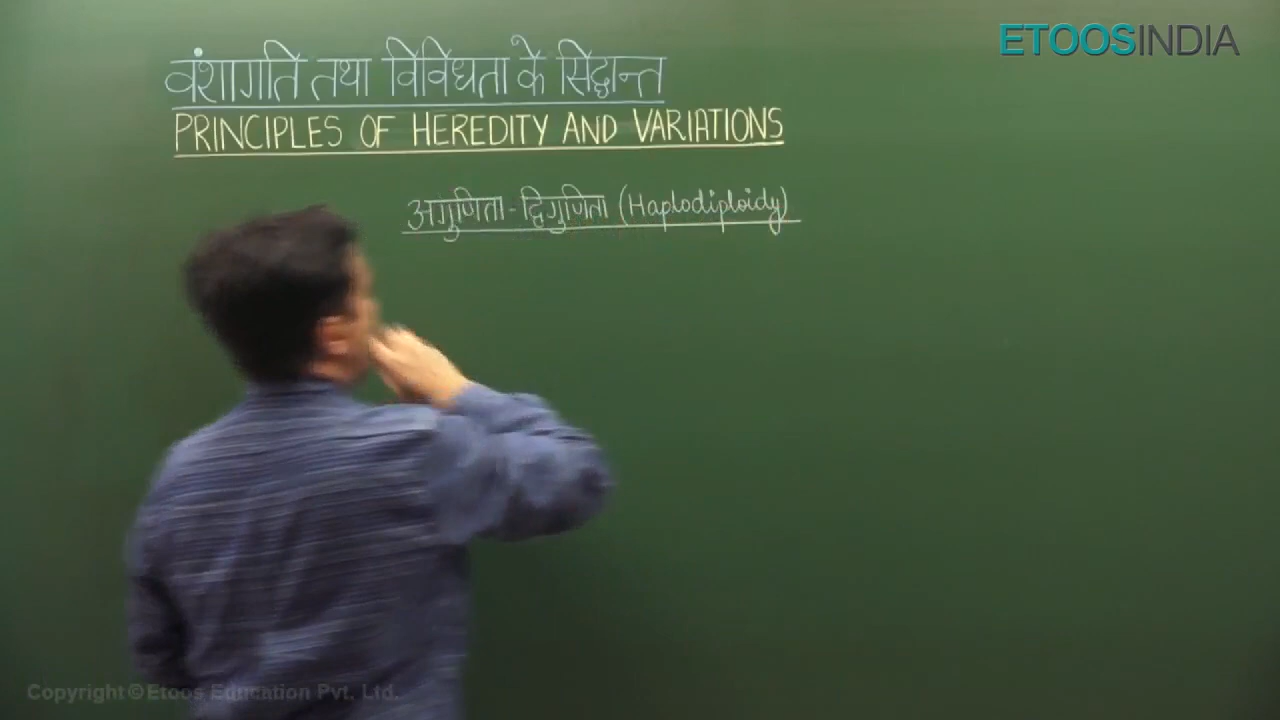 ETOOSINDIA
वंशागति तथा विविधता के सिद्धान्त
PRINCIPLES OF HEREDITY AND VARIATIONS
अगुणिता - द्विगुणिता (Haplodiploidy)
Copyright © Etoos Education Pvt. Ltd.